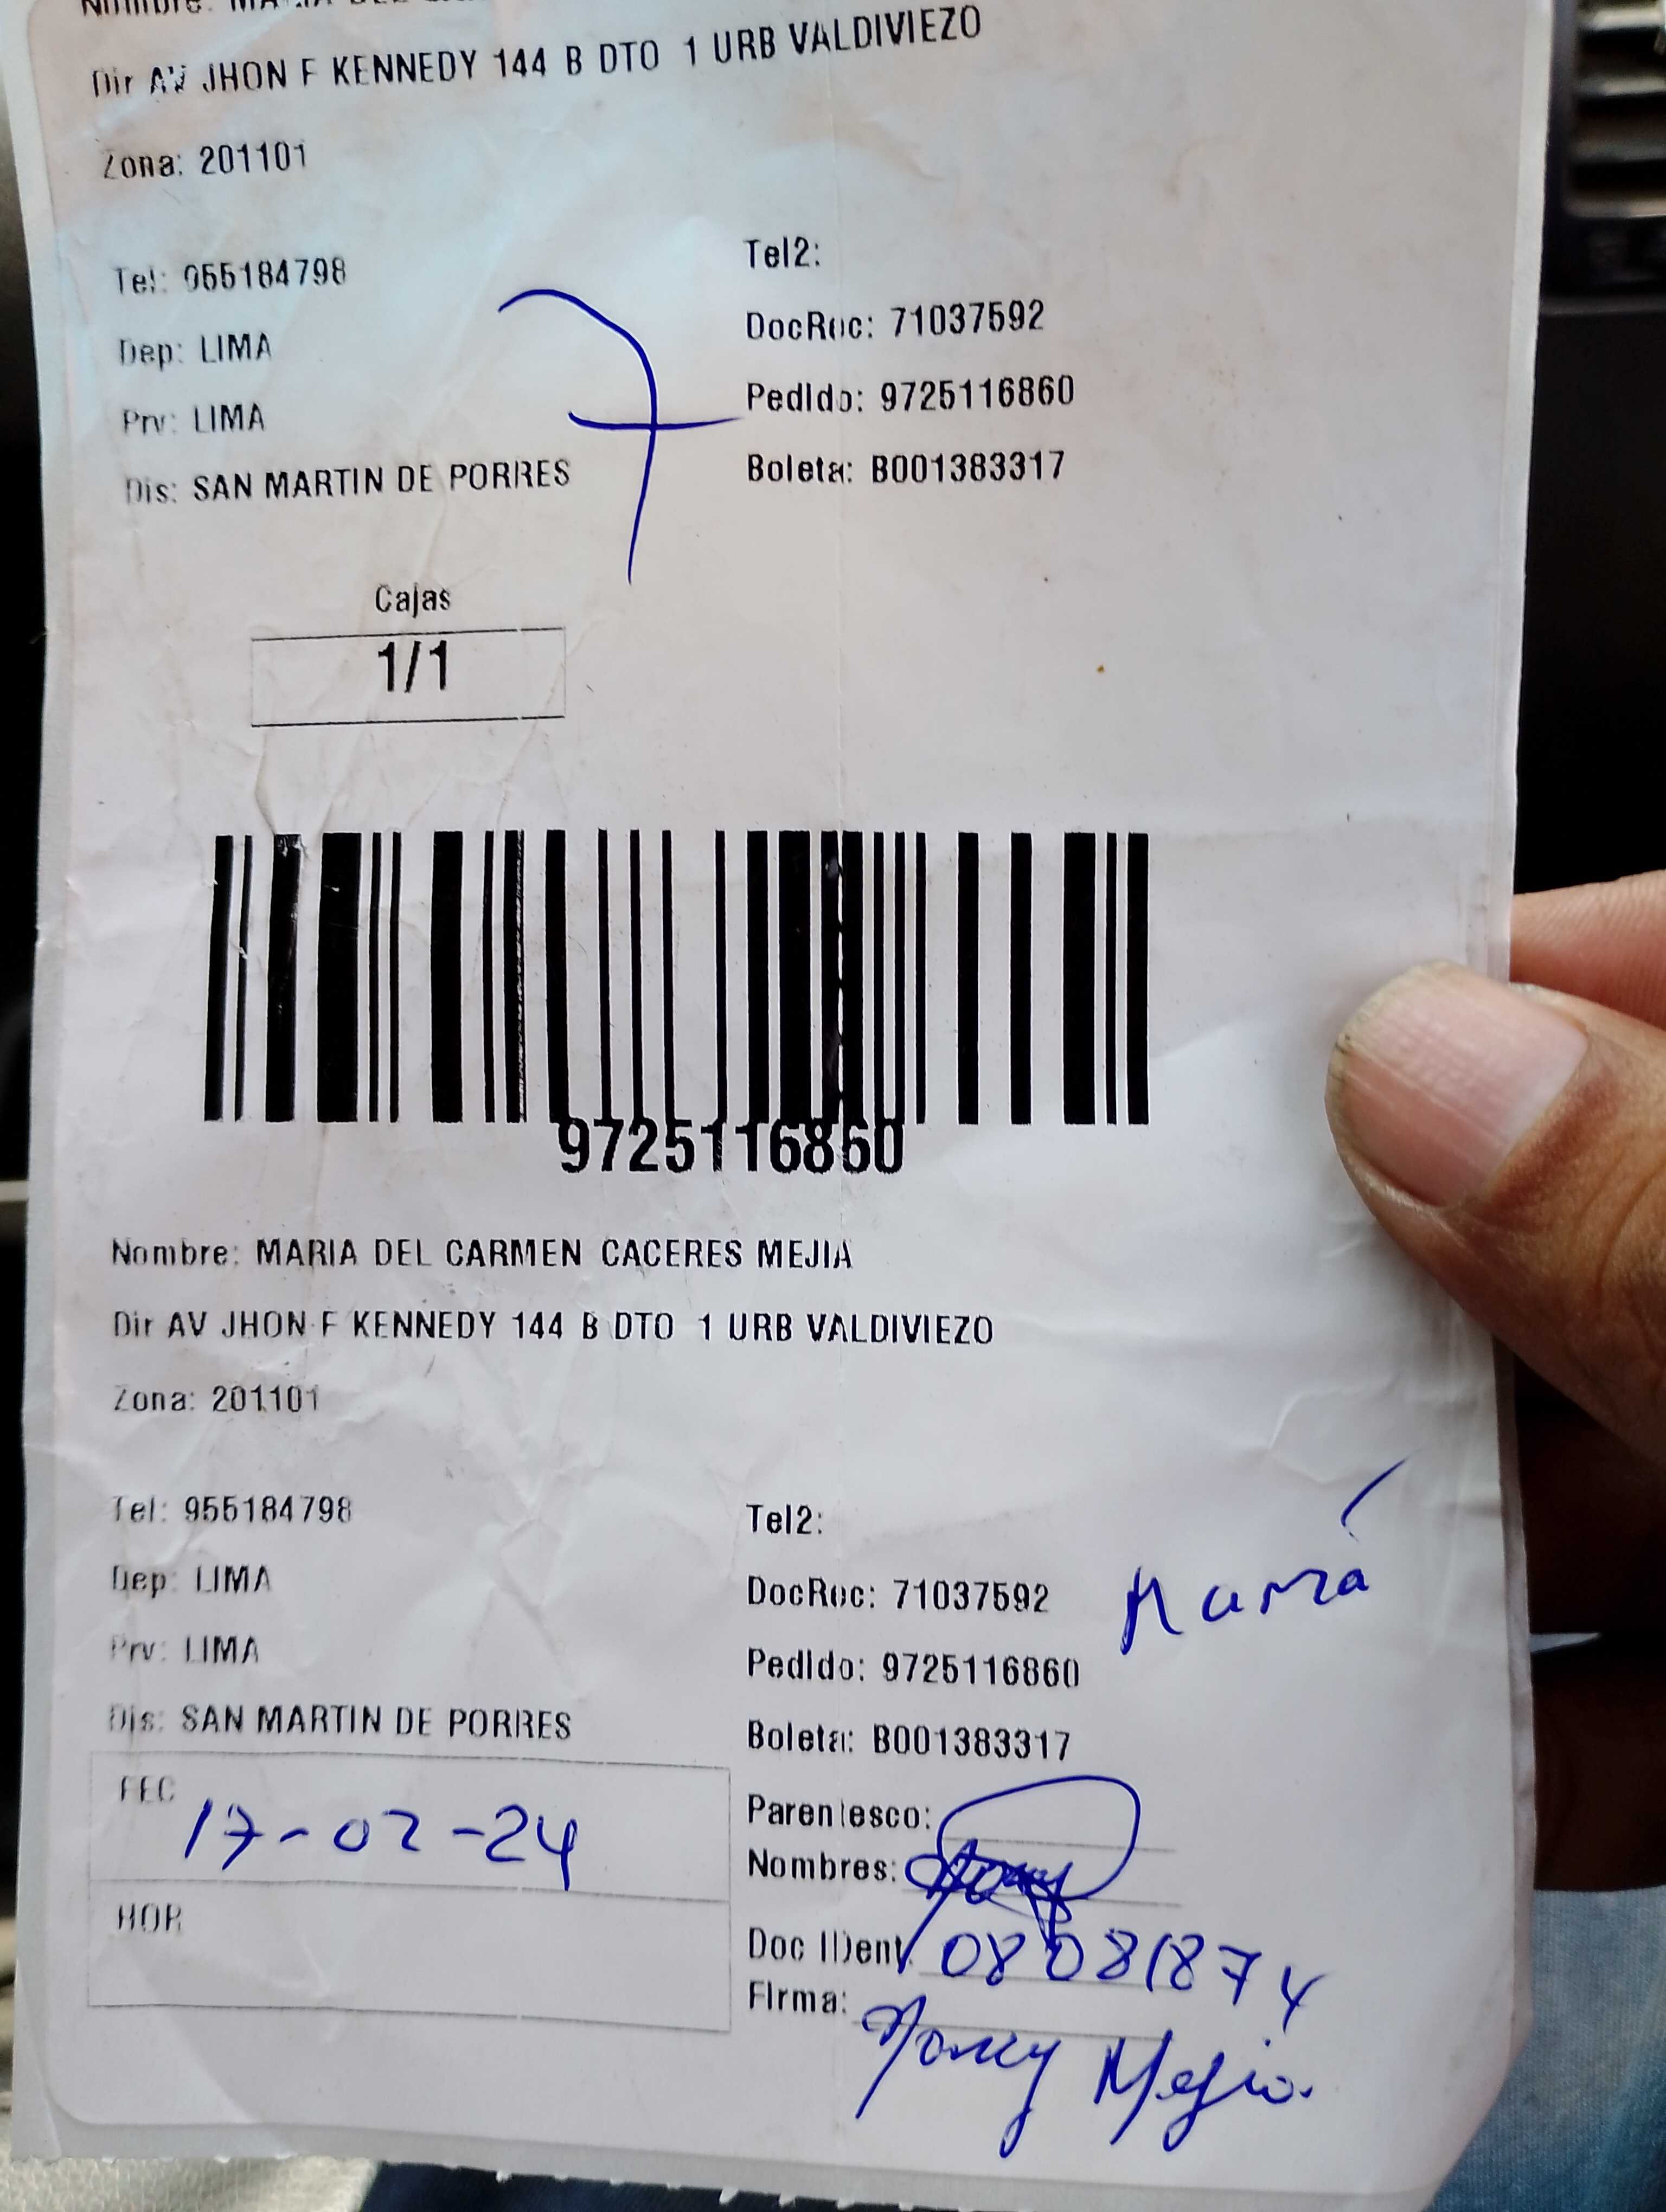 Nombre:
Dir AV JHON F KENNEDY 144 B DTO 1 URB VALDIVIEZO
Zona: 201101
Tel: 955184798
Tel2:
Dep: LIMA
DocRec: 71037592
Prv: LIMA
Pedido: 9725116860
Dis: SAN MARTIN DE PORRES
Boleta: B001383317
7
Cajas
1/1
9725116860
Nombre: MARIA DEL CARMEN CACERES MEJIA
Dir AV JHON F KENNEDY 144 B DTO 1 URB VALDIVIEZO
Zona: 201101
Tel: 955184798
Tel2:
Dep: LIMA
DocRec: 71037592
Mamá
Prv: LIMA
Pedido: 9725116860
Dis: SAN MARTIN DE PORRES
Boleta: B001383317
FEC 17-02-24
Parentesco:
Nombres:
HOR
Doc IDent 08081874
Firma: Nancy Mejia.